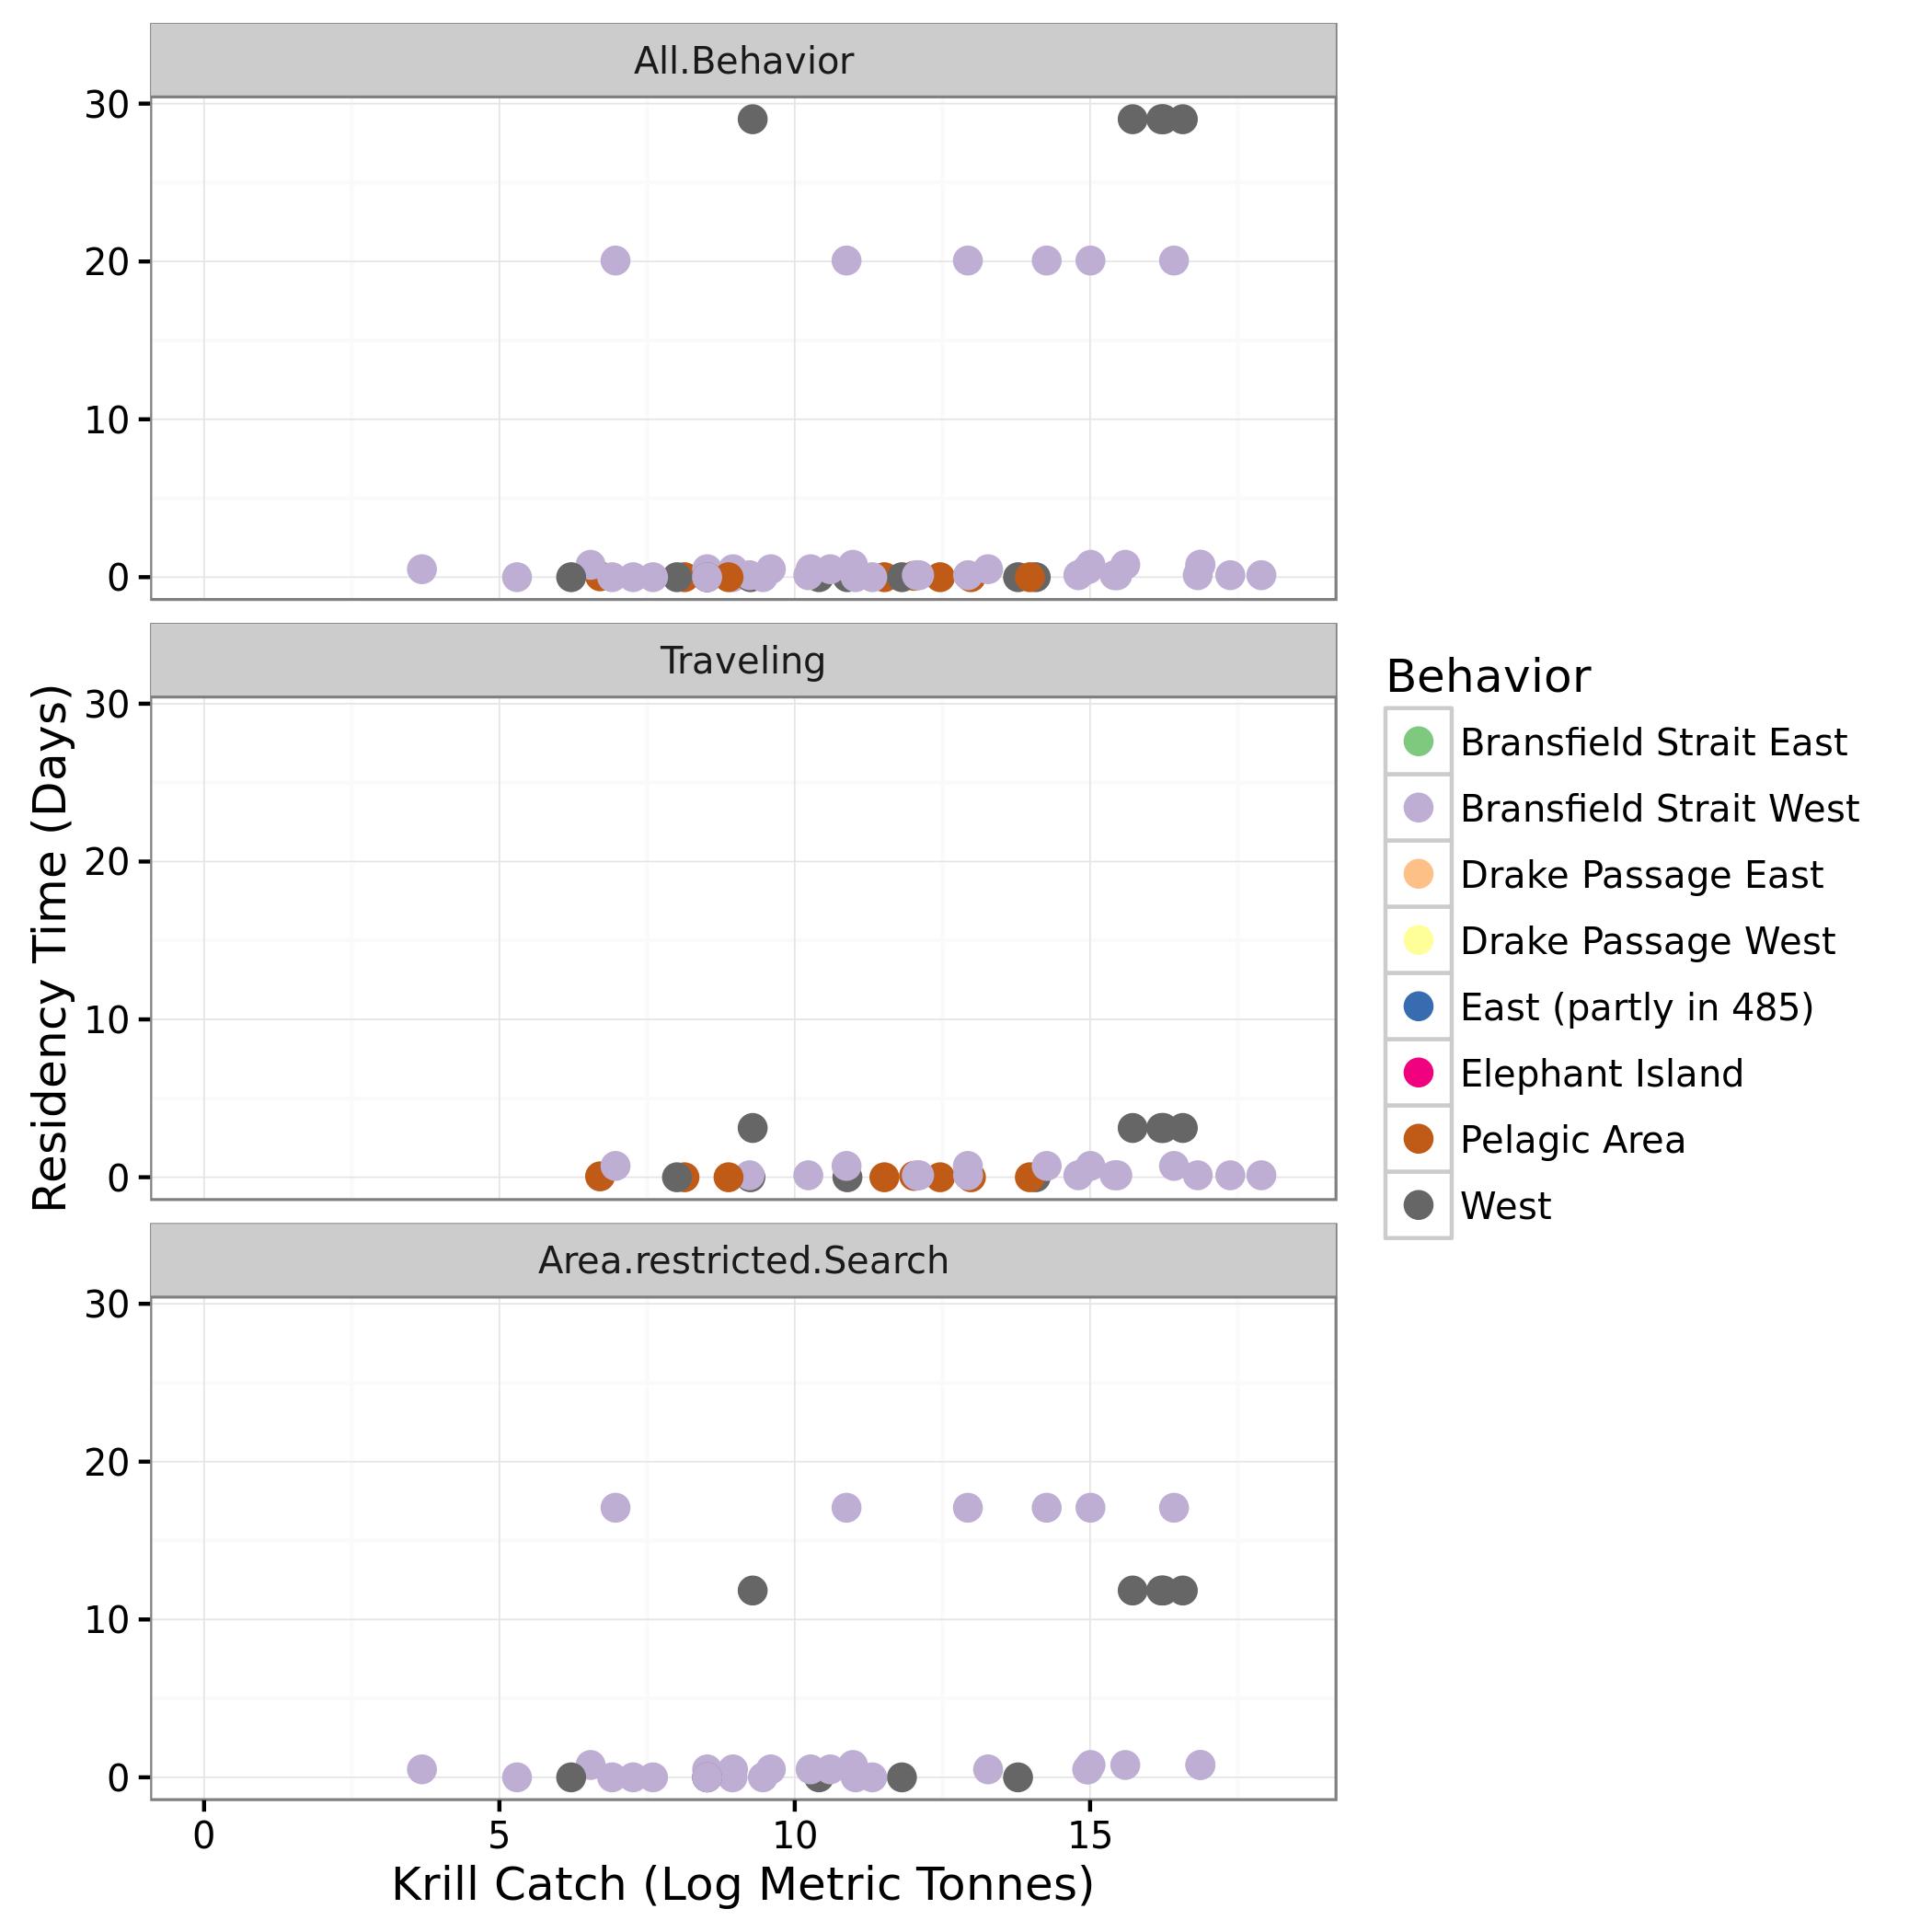 All.Behavior
30
20
10
0
Traveling
30
20
10
0
Area.restricted.Search
30
20
10
0
0 5 10 15
Krill Catch (Log Metric Tonnes)
Residency Time (Days)
Behavior
Bransfield Strait East
Bransfield Strait West
Drake Passage East
Drake Passage West
East (partly in 485)
Elephant Island
Pelagic Area
West